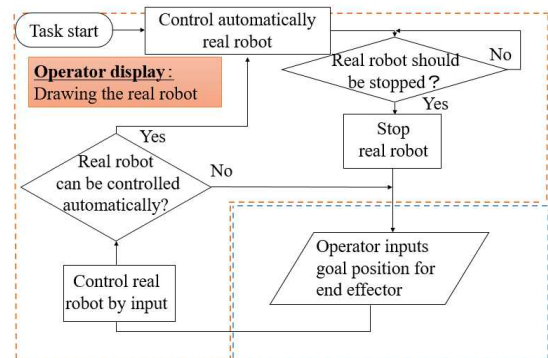 Task start
Control automatically
real robot
Operator display:
Drawing the real robot
Real robot should
be stopped?
No
Yes
Stop
real robot
Yes
Real robot
can be controlled
automatically?
No
Operator inputs
goal position for
end effector
Control real
robot by input